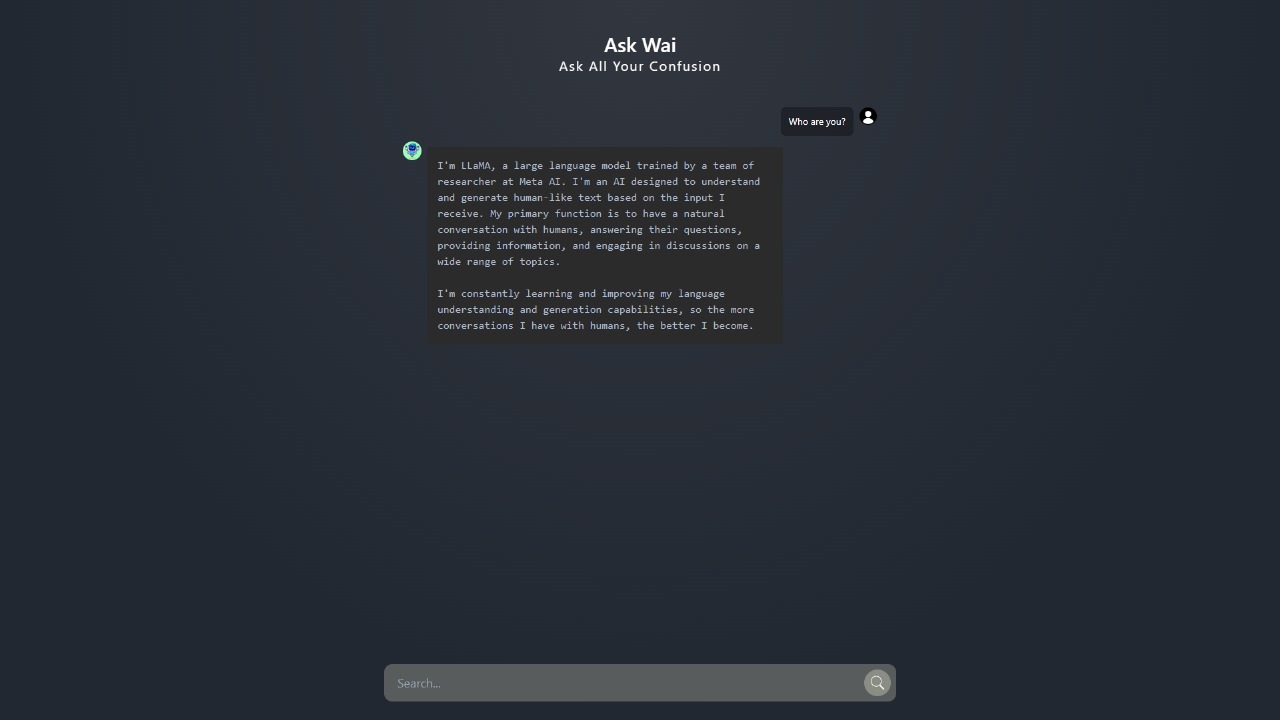 Ask Wai
Ask All Your Confusion
Who are you?
I'm LLaMA, a large language model trained by a team of
researcher at Meta AI. I'm an AI designed to understand
and generate human-like text based on the input I
receive. My primary function is to have a natural
conversation with humans, answering their questions,
providing information, and engaging in discussions on a
wide range of topics.
I'm constantly learning and improving my language
understanding and generation capabilities, so the more
conversations I have with humans, the better I become.
Search...